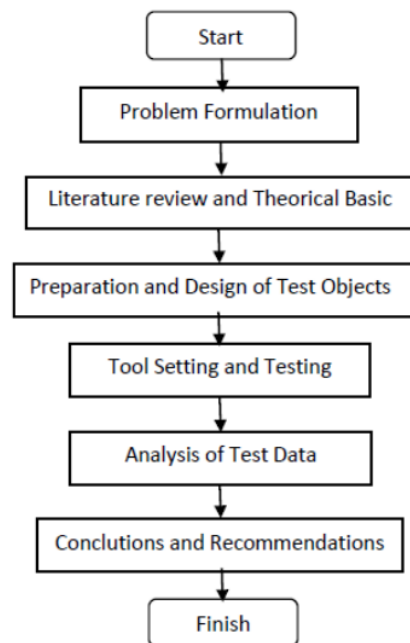 Start
Problem Formulation
Literature review and Theorical Basic
Preparation and Design of Test Objects
Tool Setting and Testing
Analysis of Test Data
Conclutions and Recommendations
Finish